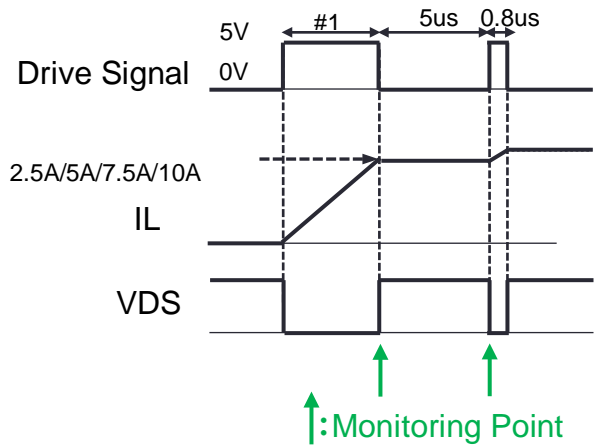 5V
#1
5us
0.8us
Drive Signal
0V
2.5A/5A/7.5A/10A
IL
VDS
:Monitoring Point